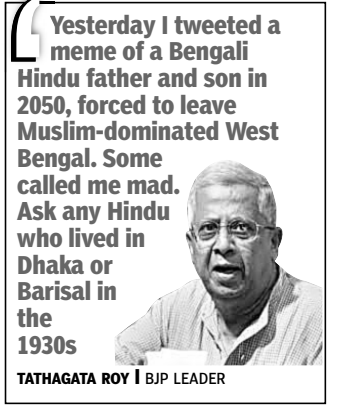 Yesterday I tweeted a
meme of a Bengali
Hindu father and son in
2050, forced to leave
Muslim-dominated West
Bengal. Some
called me mad.
Ask any Hindu
who lived in
Dhaka or
Barisal in
the
1930s
TATHAGATA ROY | BJP LEADER